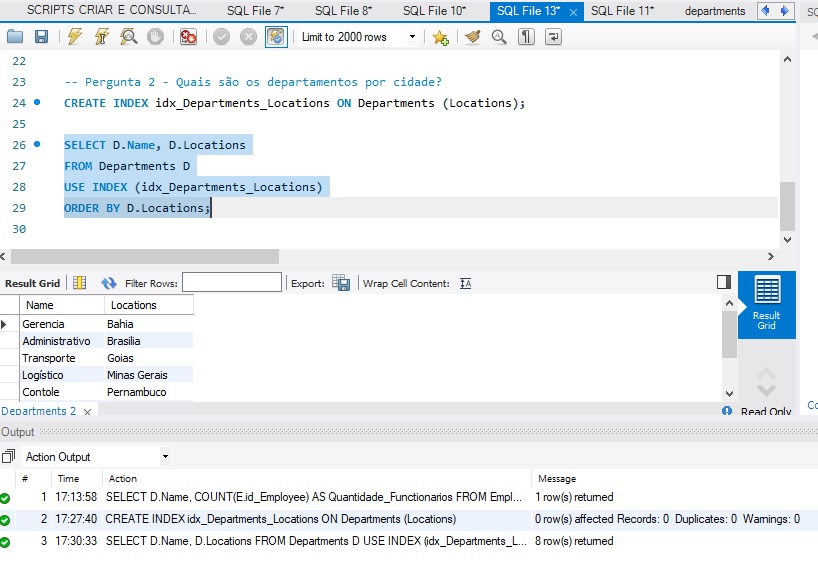 SCRIPTS CRIAR E CONSULTA... SQL File 7* SQL File 8* SQL File 10* SQL File 13* SQL File 11* departments SQ
Limit to 2000 rows
22
23 -- Pergunta 2 - Quais são os departamentos por cidade?
24 CREATE INDEX idx_Departments_Locations ON Departments (Locations);
25
26 SELECT D.Name, D.Locations
27 FROM Departments D
28 USE INDEX (idx_Departments_Locations)
29 ORDER BY D.Locations;
30
Result Grid Filter Rows: Export: Wrap Cell Content:
Name Locations
Gerencia Bahia
Administrativo Brasilia
Transporte Goias
Logístico Minas Gerais
Contole Pernambuco
Result
Grid
Departments 2 Read Only Co
Output
Action Output
# Time Action Message
1 17:13:58 SELECT D.Name, COUNT(E.id_Employee) AS Quantidade_Functionarios FROM Empl... 1 row(s) returned
2 17:27:40 CREATE INDEX idx_Departments_Locations ON Departments (Locations) 0 row(s) affected Records: 0 Duplicates: 0 Warnings: 0
3 17:30:33 SELECT D.Name, D.Locations FROM Departments D USE INDEX (idx_Departments_L... 8 row(s) returned